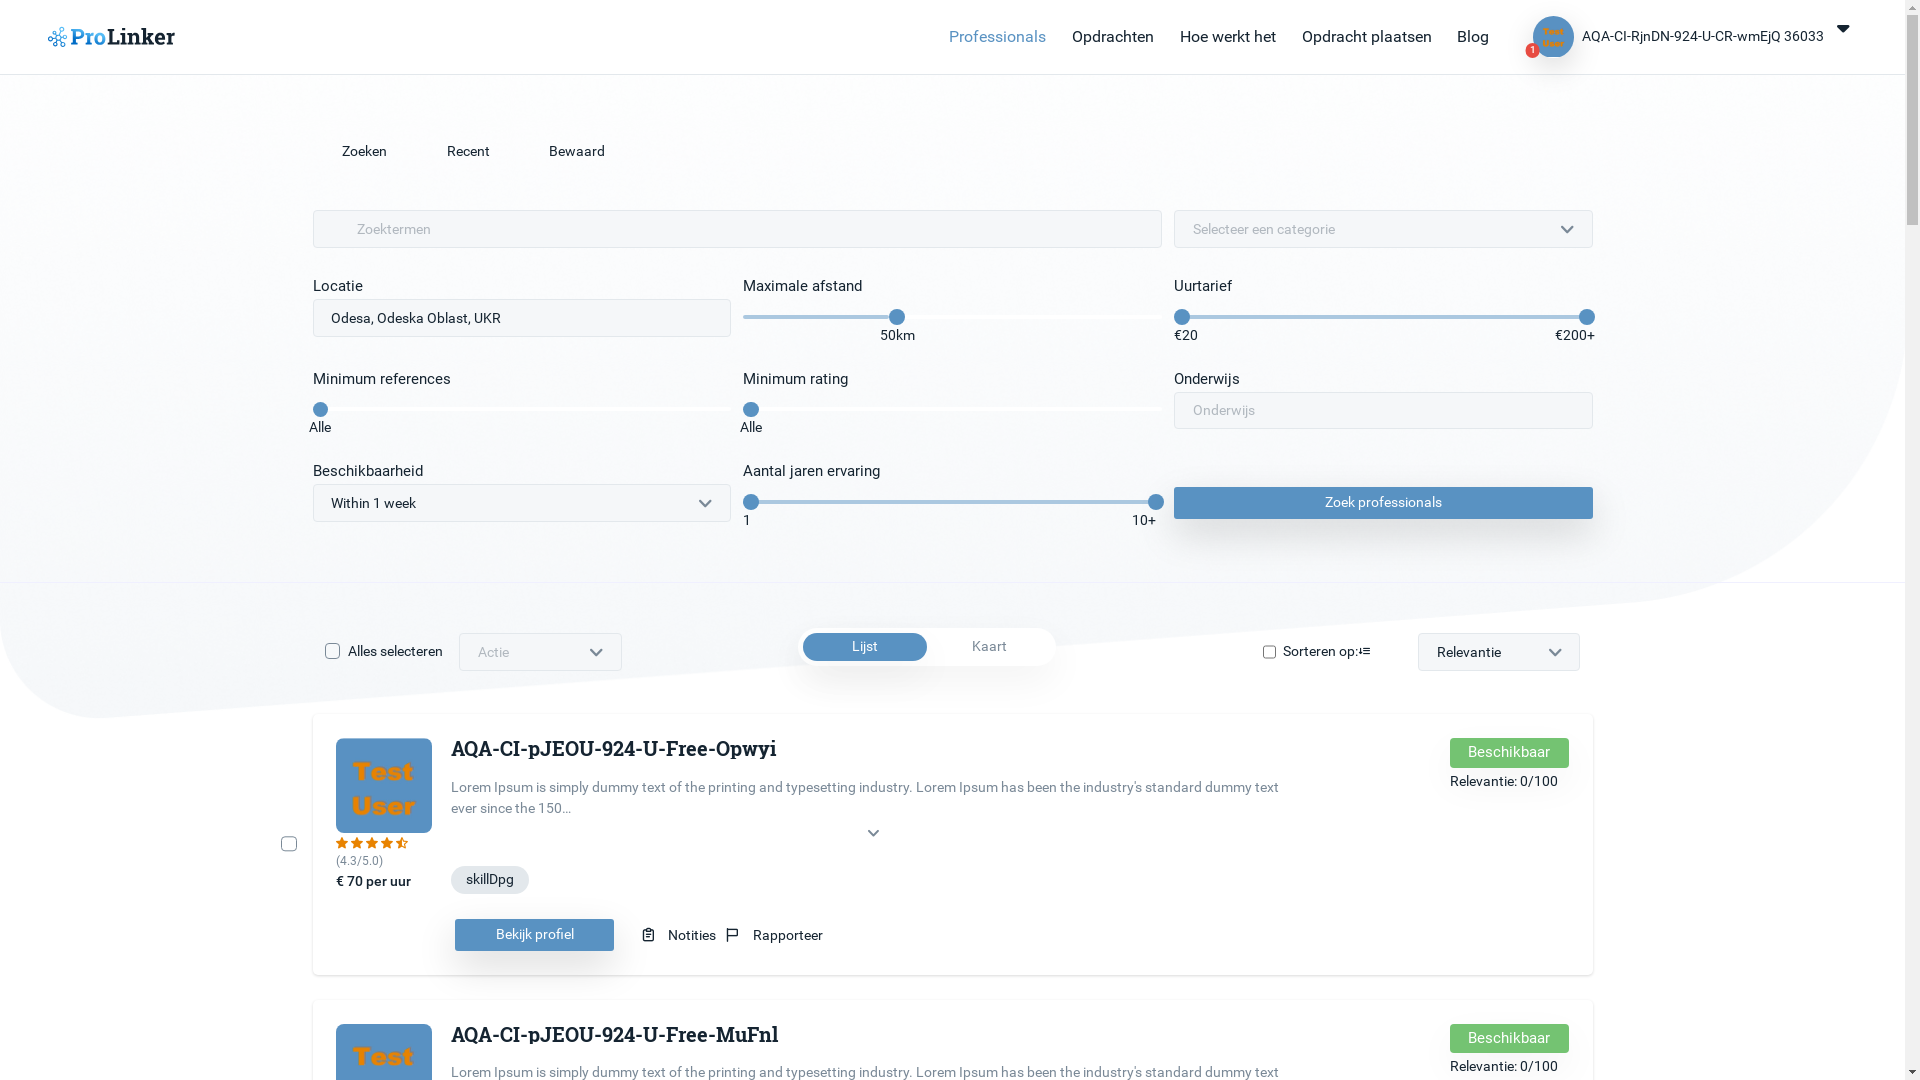 ProLinker
Professionals
Opdrachten
Hoe werkt het
Opdracht plaatsen
Blog
Test
User
1
AQA-CI-RjnDN-924-U-CR-wmEjQ 36033
Zoeken
Recent
Bewaard
Zoektermen
Selecteer een categorie
Locatie
Odesa, Odeska Oblast, UKR
Maximale afstand
50km
Uurtarief
€20
€200+
Minimum references
Alle
Minimum rating
Alle
Onderwijs
Onderwijs
Beschikbaarheid
Within 1 week
Aantal jaren ervaring
1
10+
Zoek professionals
Alles selecteren
Actie
Lijst
Kaart
Sorteren op:
Relevantie
Test
User
(4.3/5.0)
€ 70 per uur
AQA-CI-pJEOU-924-U-Free-Opwyi
Lorem Ipsum is simply dummy text of the printing and typesetting industry. Lorem Ipsum has been the industry's standard dummy text
ever since the 150...
skillDpg
Bekijk profiel
Notities
Rapporteer
Beschikbaar
Relevantie: 0/100
Test
AQA-CI-pJEOU-924-U-Free-MuFnl
Lorem Ipsum is simply dummy text of the printing and typesetting industry. Lorem Ipsum has been the industry's standard dummy text
Beschikbaar
Relevantie: 0/100